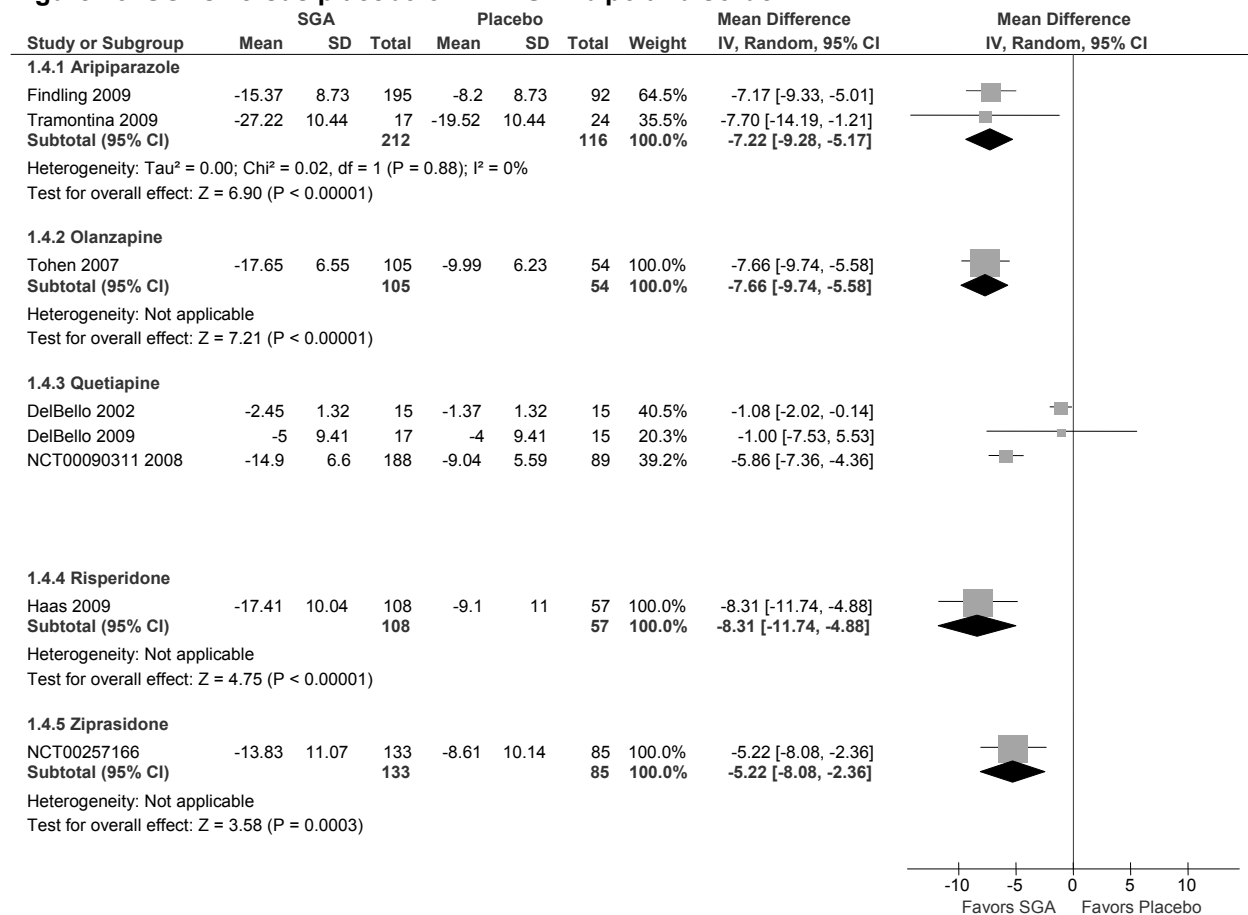 versus placebo
SGA Placebo Mean Difference Mean Difference
Study or Subgroup Mean SD Total Mean SD Total Weight IV, Random, 95% CI IV, Random, 95% CI
1.4.1 Aripiparazole
Findling 2009 -15.37 8.73 195 -8.2 8.73 92 64.5% -7.17 [-9.33, -5.01]
Tramontina 2009 -27.22 10.44 17 -19.52 10.44 24 35.5% -7.70 [-14.19, -1.21]
Subtotal (95% CI) 212 116 100.0% -7.22 [-9.28, -5.17]
Heterogeneity: Tau² = 0.00; Chi² = 0.02, df = 1 (P = 0.88); I² = 0%
Test for overall effect: Z = 6.90 (P < 0.00001)
1.4.2 Olanzapine
Tohen 2007 -17.65 6.55 105 -9.99 6.23 54 100.0% -7.66 [-9.74, -5.58]
Subtotal (95% CI) 105 54 100.0% -7.66 [-9.74, -5.58]
Heterogeneity: Not applicable
Test for overall effect: Z = 7.21 (P < 0.00001)
1.4.3 Quetiapine
DelBello 2002 -2.45 1.32 15 -1.37 1.32 15 40.5% -1.08 [-2.02, -0.14]
DelBello 2009 -5 9.41 17 -4 9.41 15 20.3% -1.00 [-7.53, 5.53]
NCT00090311 2008 -14.9 6.6 188 -9.04 5.59 89 39.2% -5.86 [-7.36, -4.36]
1.4.4 Risperidone
Haas 2009 -17.41 10.04 108 -9.1 11 57 100.0% -8.31 [-11.74, -4.88]
Subtotal (95% CI) 108 57 100.0% -8.31 [-11.74, -4.88]
Heterogeneity: Not applicable
Test for overall effect: Z = 4.75 (P < 0.00001)
1.4.5 Ziprasidone
NCT00257166 -13.83 11.07 133 -8.61 10.14 85 100.0% -5.22 [-8.08, -2.36]
Subtotal (95% CI) 133 85 100.0% -5.22 [-8.08, -2.36]
Heterogeneity: Not applicable
Test for overall effect: Z = 3.58 (P = 0.0003)
-10 -5 0 5 10
Favors SGA Favors Placebo